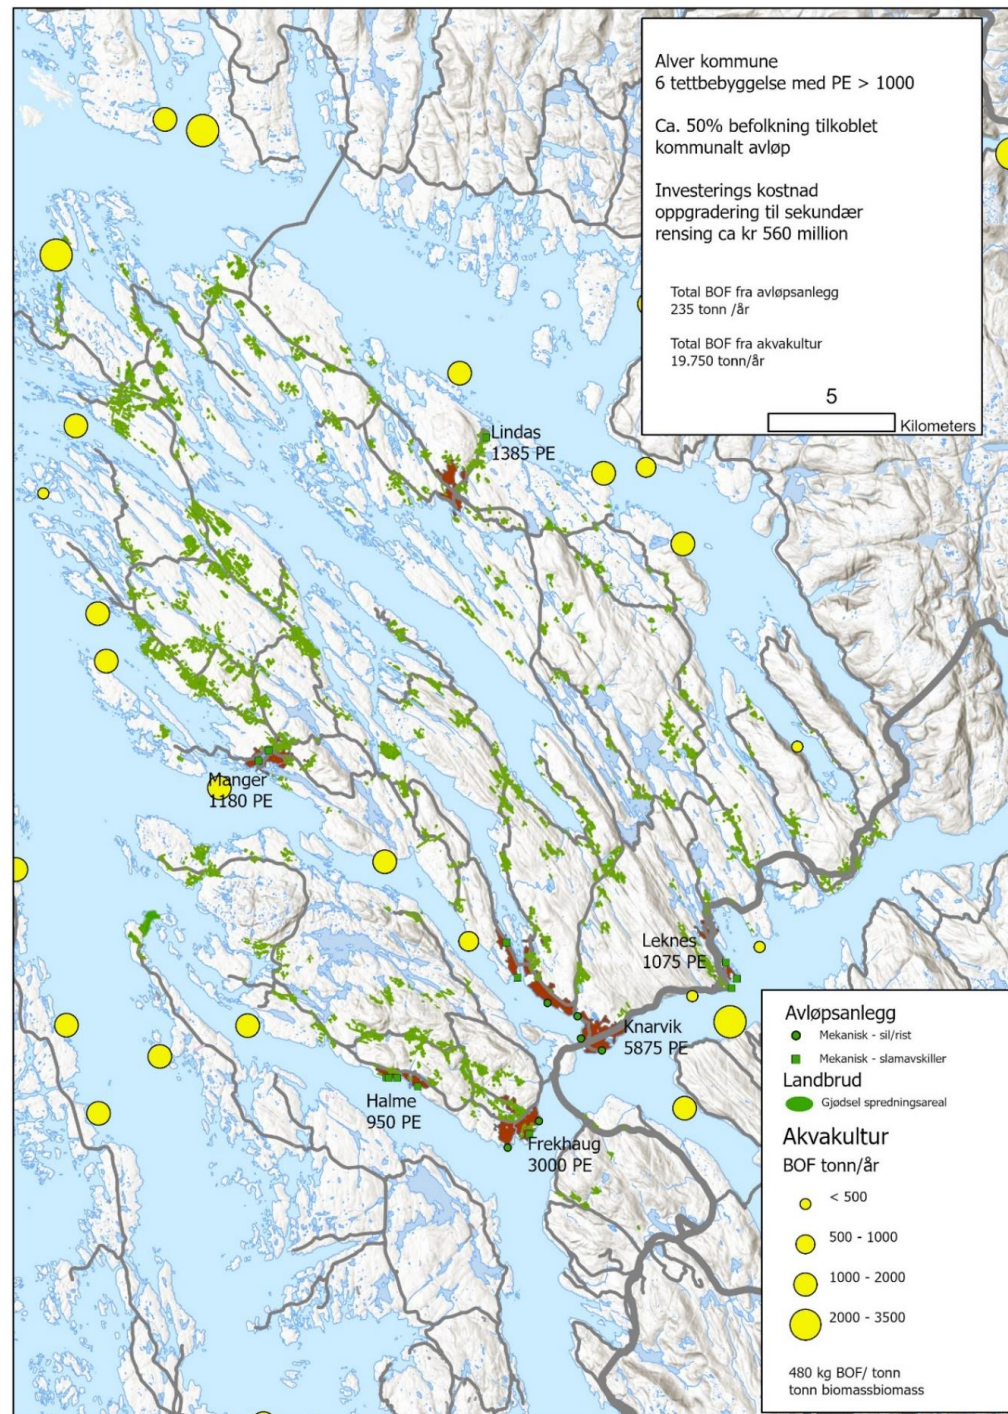 Alver kommune
6 tettbebyggelse med PE > 1000
Ca. 50% befolkning tilkoblet
kommunalt avløp
Investerings kostnad
oppgradering til sekundær
rensing ca kr 560 million
Total BOF fra avløpsanlegg
235 tonn /år
Total BOF fra akvakultur
19.750 tonn/år
5
Kilometers
Lindas
1385 PE
Manger
1180 PE
Leknes
1075 PE
Knarvik
5875 PE
Halme
950 PE
Frekhaug
3000 PE
Avløpsanlegg
Mekanisk - sil/rist
Mekanisk - slamavskiller
Landbrud
Gjødsel spredningsareal
Akvakultur
BOF tonn/år
< 500
500 - 1000
1000 - 2000
2000 - 3500
480 kg BOF/ tonn
tonn biomassbiomass